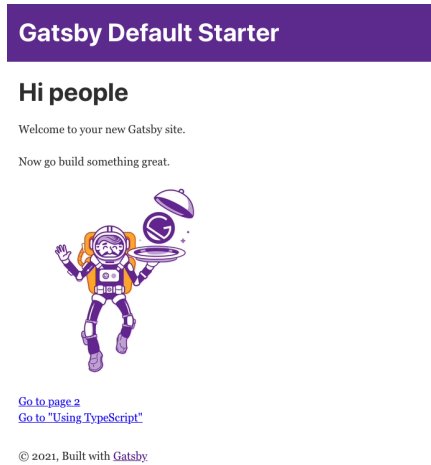 Gatsby Default Starter
Hi people
Welcome to your new Gatsby site.
Now go build something great.
Go to page 2
Go to "Using TypeScript"
© 2021, Built with Gatsby